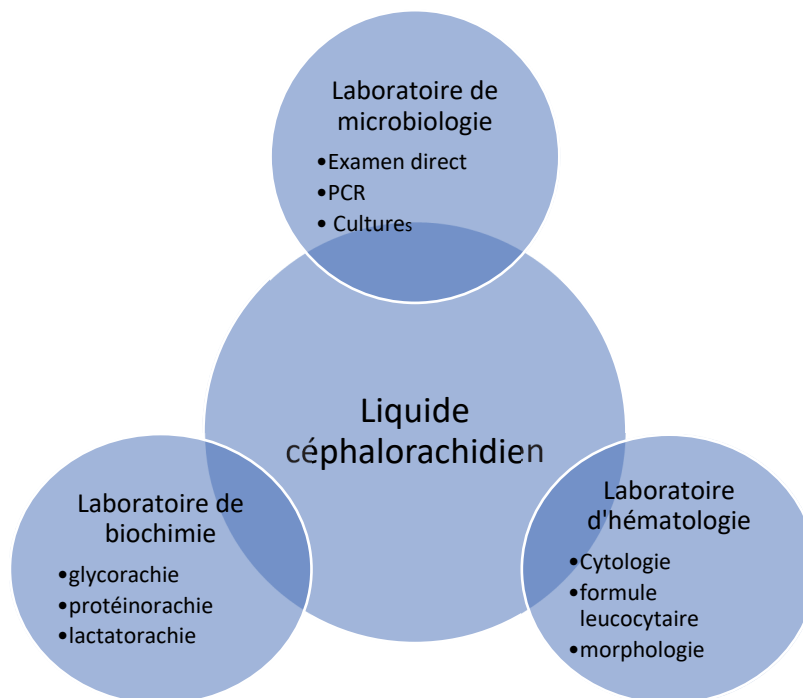 Laboratoire de
microbiologie
•Examen direct
•PCR
• Cultures
Liquide
céphalorachidien
Laboratoire de
biochimie
•glycorachie
•protéinorachie
•lactatorachie
Laboratoire
d'hématologie
•Cytologie
•formule
leucocytaire
•morphologie